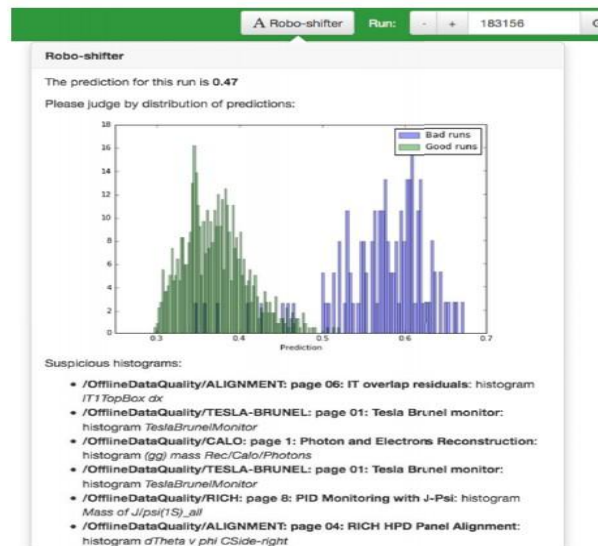 A Robo-shifter Run: - + 183156
Robo-shifter
The prediction for this run is 0.47
Please judge by distribution of predictions:
18
16
14
12
10
8
6
4
2
0
Bad runs
Good runs
0.3 0.4 0.5 0.6 0.7
Prediction
Suspicious histograms:
• /OfflineDataQuality/ALIGNMENT: page 06: IT overlap residuals: histogram
IT1TopBox dx
• /OfflineDataQuality/TESLA-BRUNEL: page 01: Tesla Brunel monitor:
histogram TeslaBrunelMonitor
• /OfflineDataQuality/CALO: page 1: Photon and Electrons Reconstruction:
histogram (gg) mass Rec/Calo/Photons
• /OfflineDataQuality/TESLA-BRUNEL: page 01: Tesla Brunel monitor:
histogram TeslaBrunelMonitor
• /OfflineDataQuality/RICH: page 8: PID Monitoring with J-Psi: histogram
Mass of J/psi(1S)_all
• /OfflineDataQuality/ALIGNMENT: page 04: RICH HPD Panel Alignment:
histogram dTheta v phi CSide-right